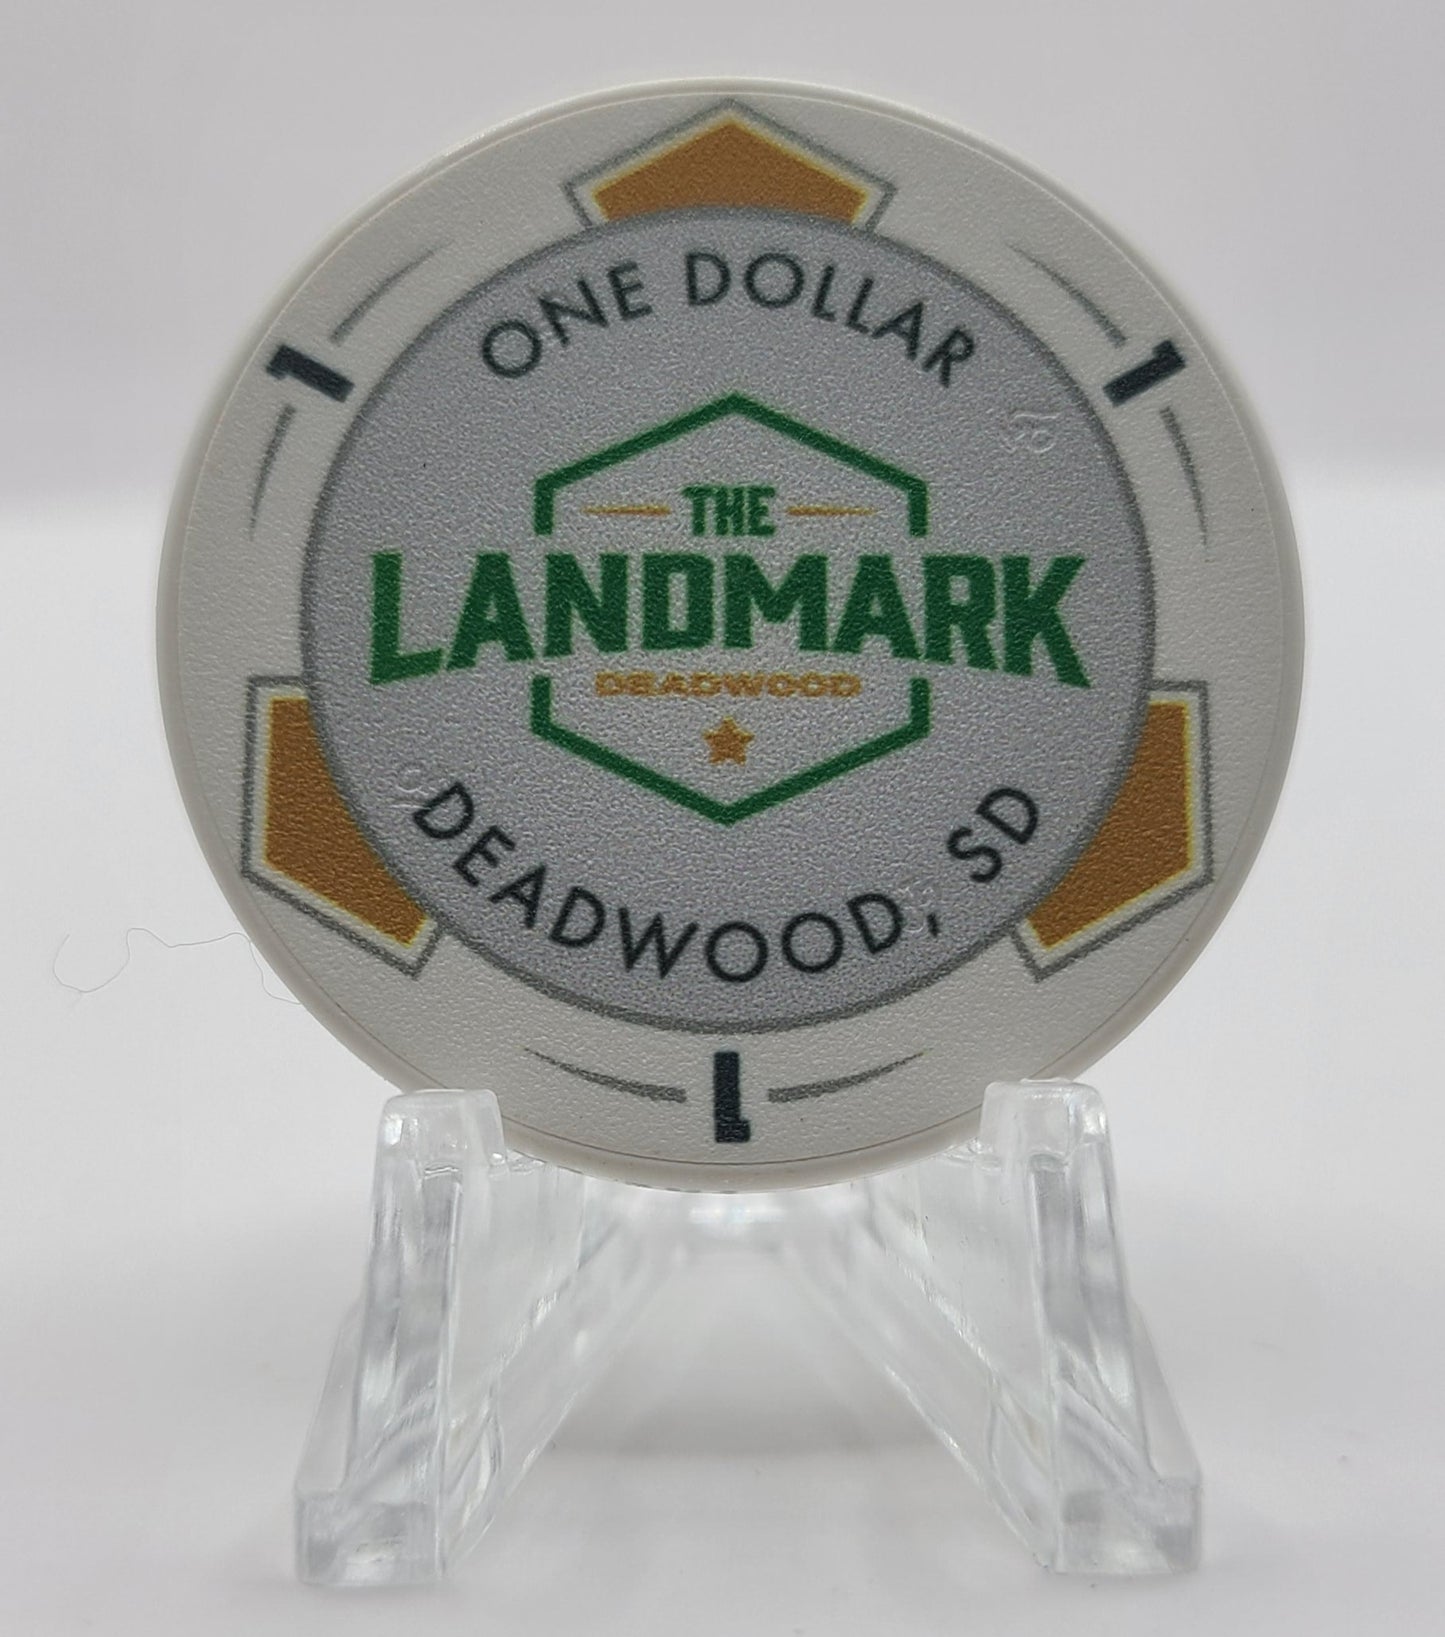 ONE DOLLAR
1 1
THE
LANDMARK
DEADWOOD
DEADWOOD, SD
1